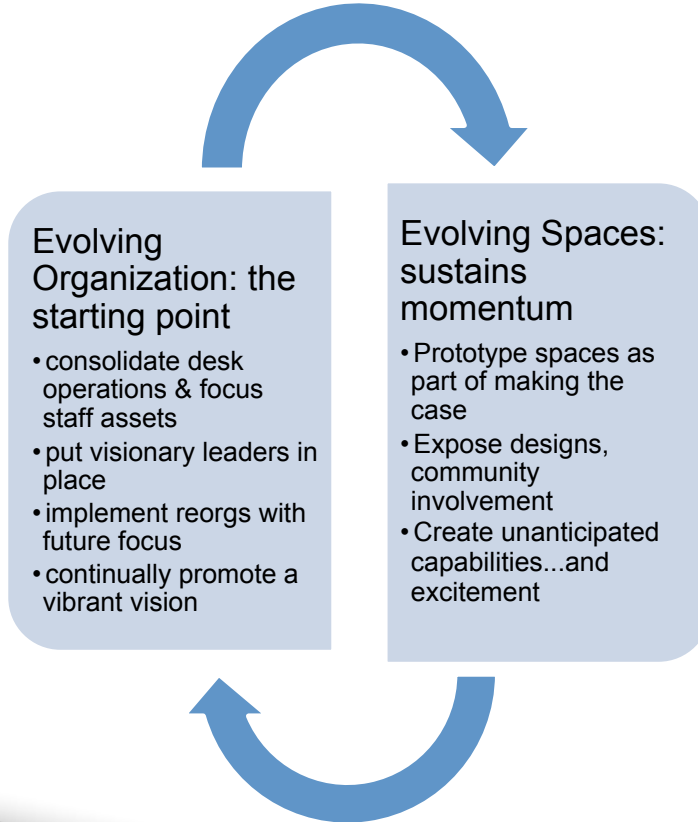 Evolving
Organization: the
starting point
• consolidate desk
operations & focus
staff assets
• put visionary leaders in
place
• implement reorgs with
future focus
• continually promote a
vibrant vision
Evolving Spaces:
sustains
momentum
• Prototype spaces as
part of making the
case
• Expose designs,
community
involvement
• Create unanticipated
capabilities...and
excitement